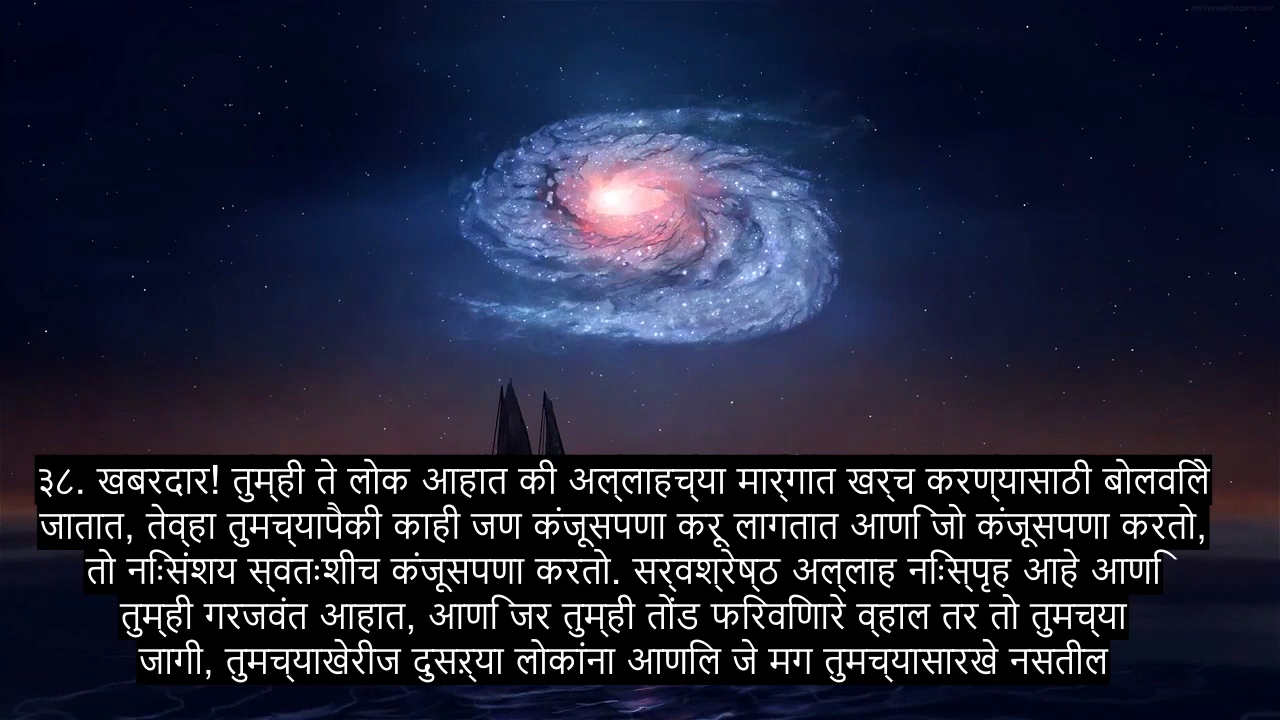 mylivewallpapers.com
३८. खबरदार! तुम्ही ते लोक आहात की अल्लाहच्या मार्गात खर्च करण्यासाठी बोलविले
जातात, तेव्हा तुमच्यापैकी काही जण कंजूसपणा करू लागतात आणि जो कंजूसपणा करतो,
तो निःसंशय स्वतःशीच कंजूसपणा करतो. सर्वश्रेष्ठ अल्लाह निःस्पृह आहे आणि
तुम्ही गरजवंत आहात, आणि जर तुम्ही तोंड फिरविणारे व्हाल तर तो तुमच्या
जागी, तुमच्याखेरीज दुसऱ्या लोकांना आणिल जे मग तुमच्यासारखे नसतील